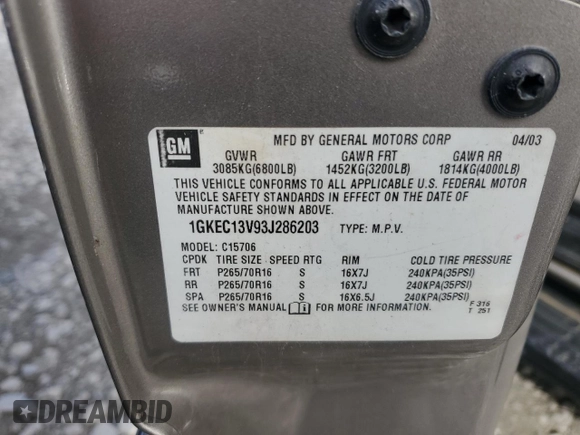 GM
MFD BY GENERAL MOTORS CORP 04/03
GVWR GAWR FRT GAWR RR
3085KG(6800LB) 1452KG(3200LB) 1814KG(4000LB)
THIS VEHICLE CONFORMS TO ALL APPLICABLE U.S. FEDERAL MOTOR
VEHICLE SAFETY STANDARDS IN EFFECT ON THE DATE OF
MANUFACTURE SHOWN ABOVE.
1GKEC13V93J286203 TYPE: M.P.V.
MODEL: C15706
CPDK TIRE SIZE SPEED RTG RIM COLD TIRE PRESSURE
FRT P265/70R16 S 16X7J 240KPA(35PSI)
RR P265/70R16 S 16X7J 240KPA(35PSI)
SPA P265/70R16 S 16X6.5J 240KPA(35PSI)
SEE OWNER'S MANUAL FOR MORE INFORMATION.
F 316
T 251
DREAMBID